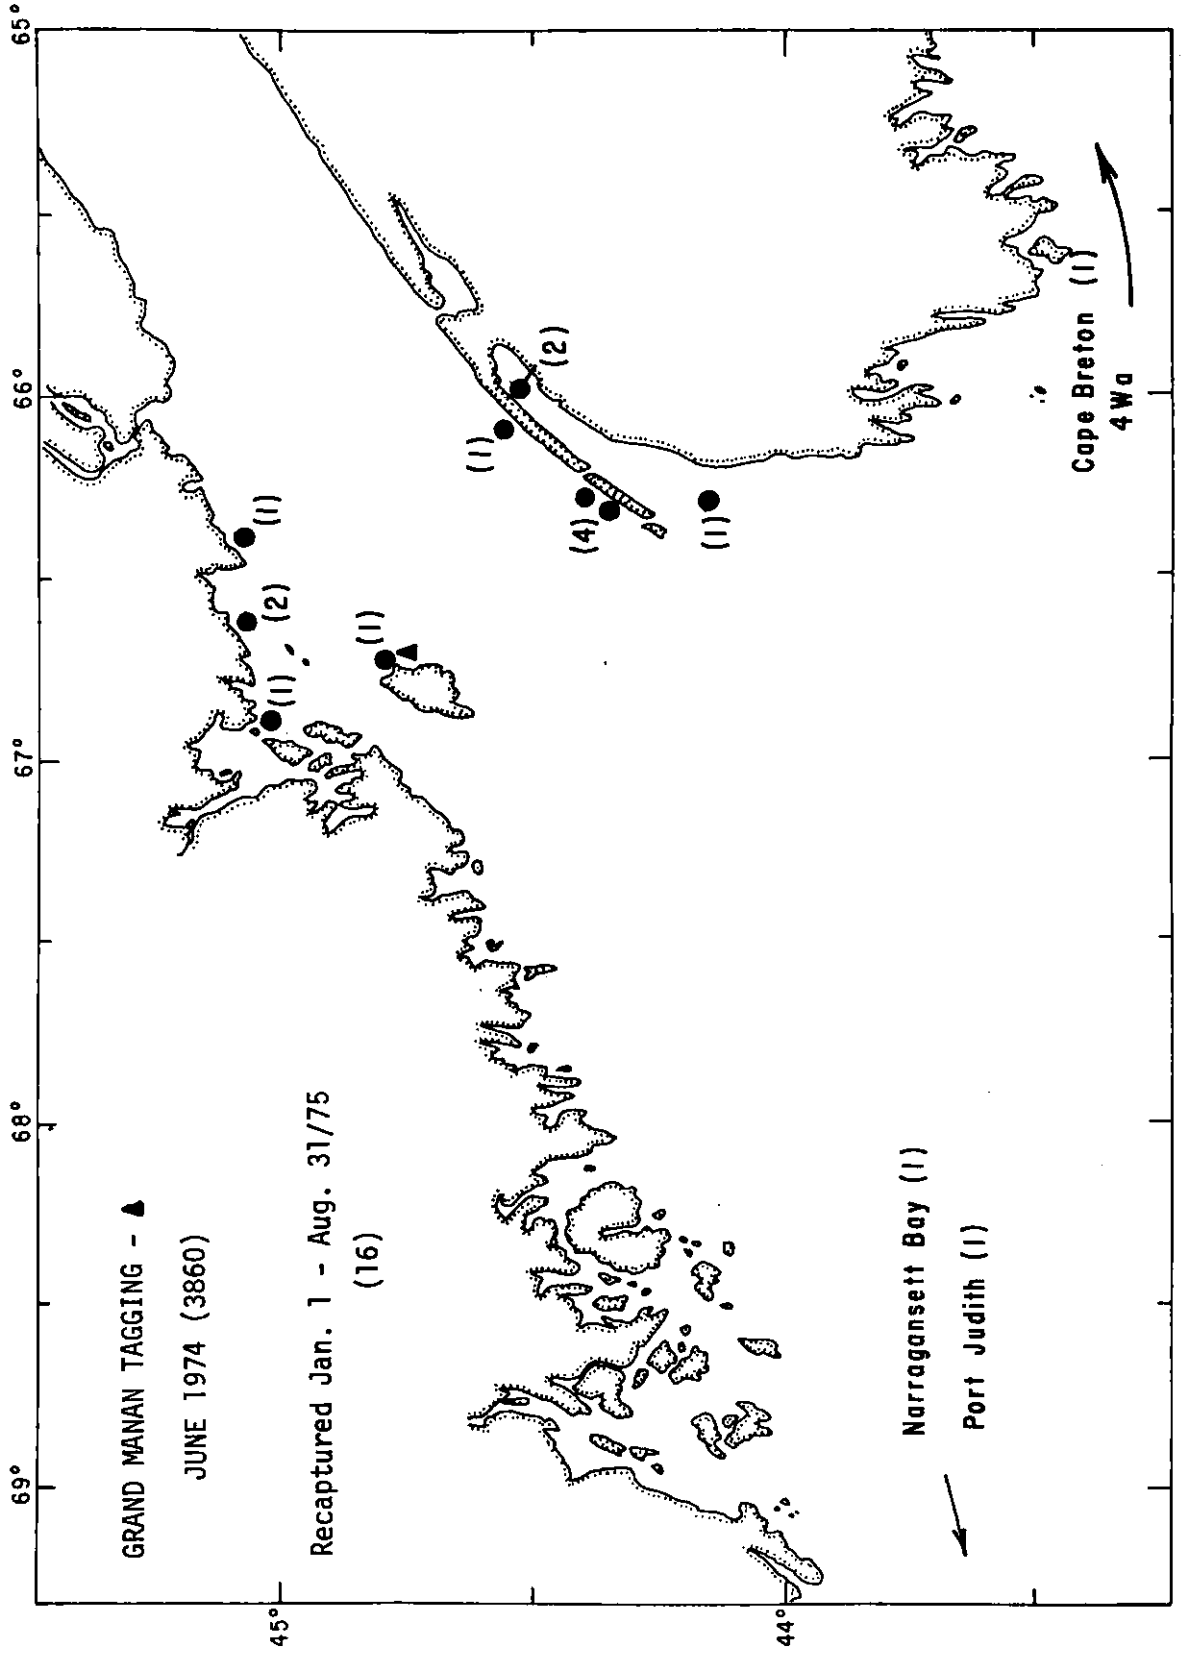 GRAND MANAN TAGGING - ▲
JUNE 1974 (3860)
Recaptured Jan. 1 - Aug. 31/75
(16)
69°
68°
67°
66°
65°
45°
44°
(1)
(2)
(1)
(1)
(1)
(2)
(4)
(1)
Narragansett Bay (1)
Port Judith (1)
Cape Breton (1)
4Wa